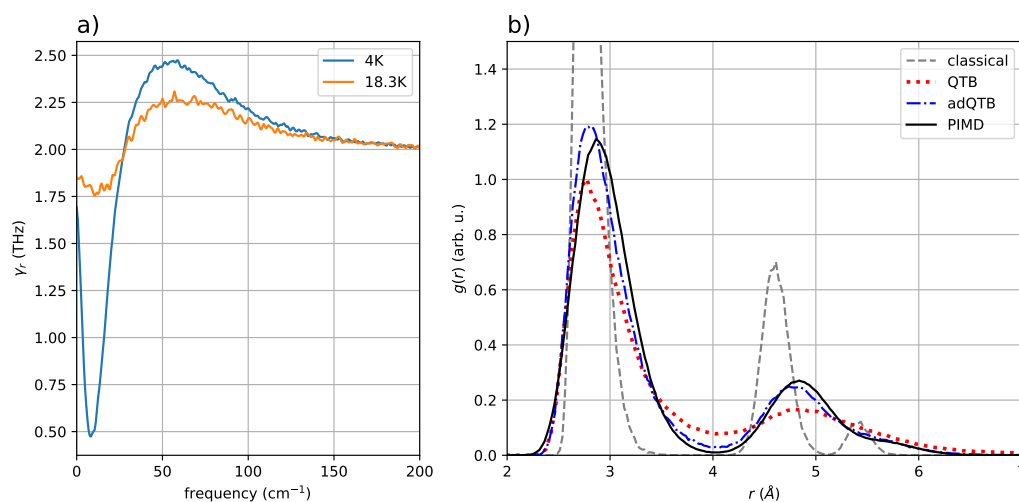 a)
2.50
2.25
2.00
1.75
1.50
1.25
1.00
0.75
0.50
γr (THz)
0
50
100
150
200
frequency (cm⁻¹)
4K
18.3K
b)
1.4
1.2
1.0
0.8
0.6
0.4
0.2
0.0
g(r) (arb. u.)
2
3
4
5
6
7
r (Å)
classical
QTB
adQTB
PIMD